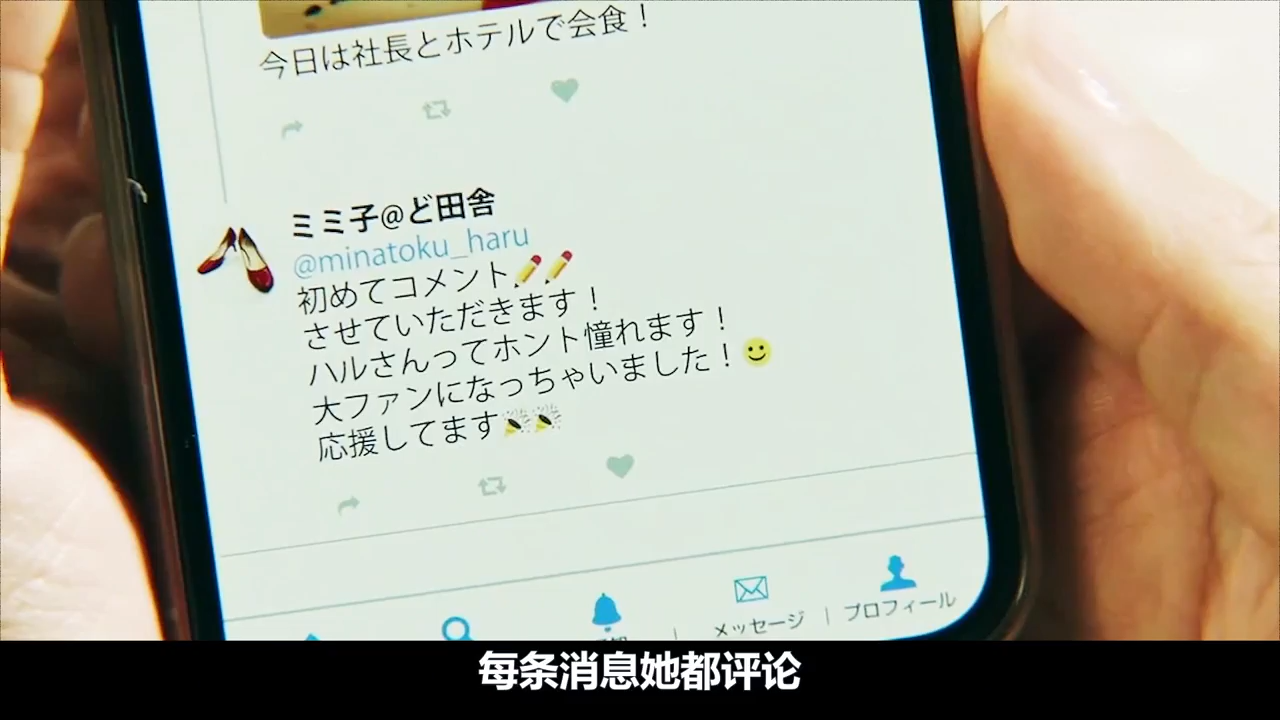 今日は社長とホテルで会食！
ミミ子@ど田舎
@minatoku_haru
初めてコメント✏️✏️
させていただきます！
ハルさんってホント憧れます！
大ファンになっちゃいました！🙂
応援してます🎉🎉
メッセージ | プロフィール
每条消息她都评论